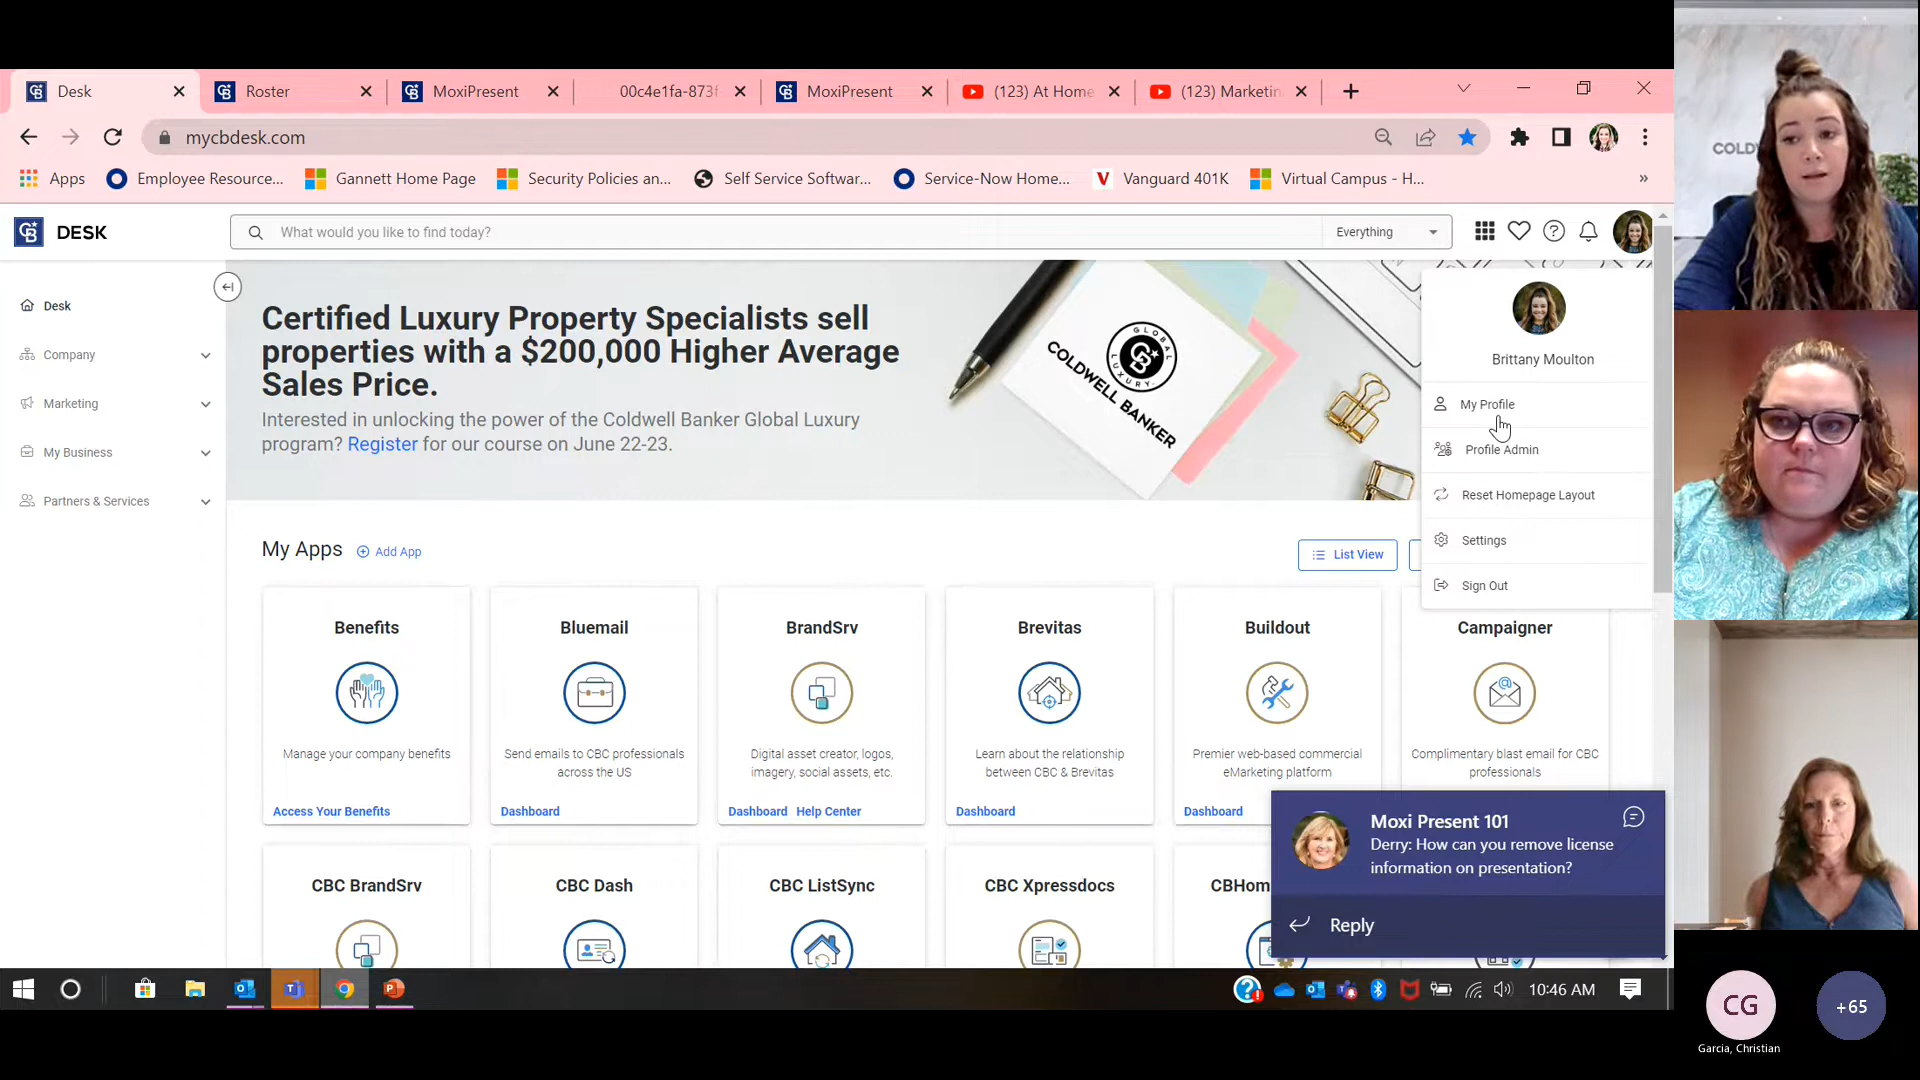 Desk
Roster
MoxiPresent
00c4e1fa-873f
MoxiPresent
(123) At Home
(123) Marketin
mycbdesk.com
Apps
Employee Resource...
Gannett Home Page
Security Policies an...
Self Service Softwar...
Service-Now Home...
Vanguard 401K
Virtual Campus - H...
DESK
What would you like to find today?
Everything
Desk
Company
Marketing
My Business
Partners & Services
Certified Luxury Property Specialists sell
properties with a $200,000 Higher Average
Sales Price.
Interested in unlocking the power of the Coldwell Banker Global Luxury
program? Register for our course on June 22-23.
GLOBAL
LUXURY
COLDWELL BANKER
Brittany Moulton
My Profile
Profile Admin
Reset Homepage Layout
Settings
Sign Out
My Apps
Add App
List View
Benefits
Manage your company benefits
Access Your Benefits
Bluemail
Send emails to CBC professionals
across the US
Dashboard
BrandSrv
Digital asset creator, logos,
imagery, social assets, etc.
Dashboard Help Center
Brevitas
Learn about the relationship
between CBC & Brevitas
Dashboard
Buildout
Premier web-based commercial
eMarketing platform
Dashboard
Campaigner
Complimentary blast email for CBC
professionals
CBC BrandSrv
CBC Dash
CBC ListSync
CBC Xpressdocs
CBHom
Moxi Present 101
Derry: How can you remove license
information on presentation?
Reply
10:46 AM
COLDW
CG
Garcia, Christian
+65